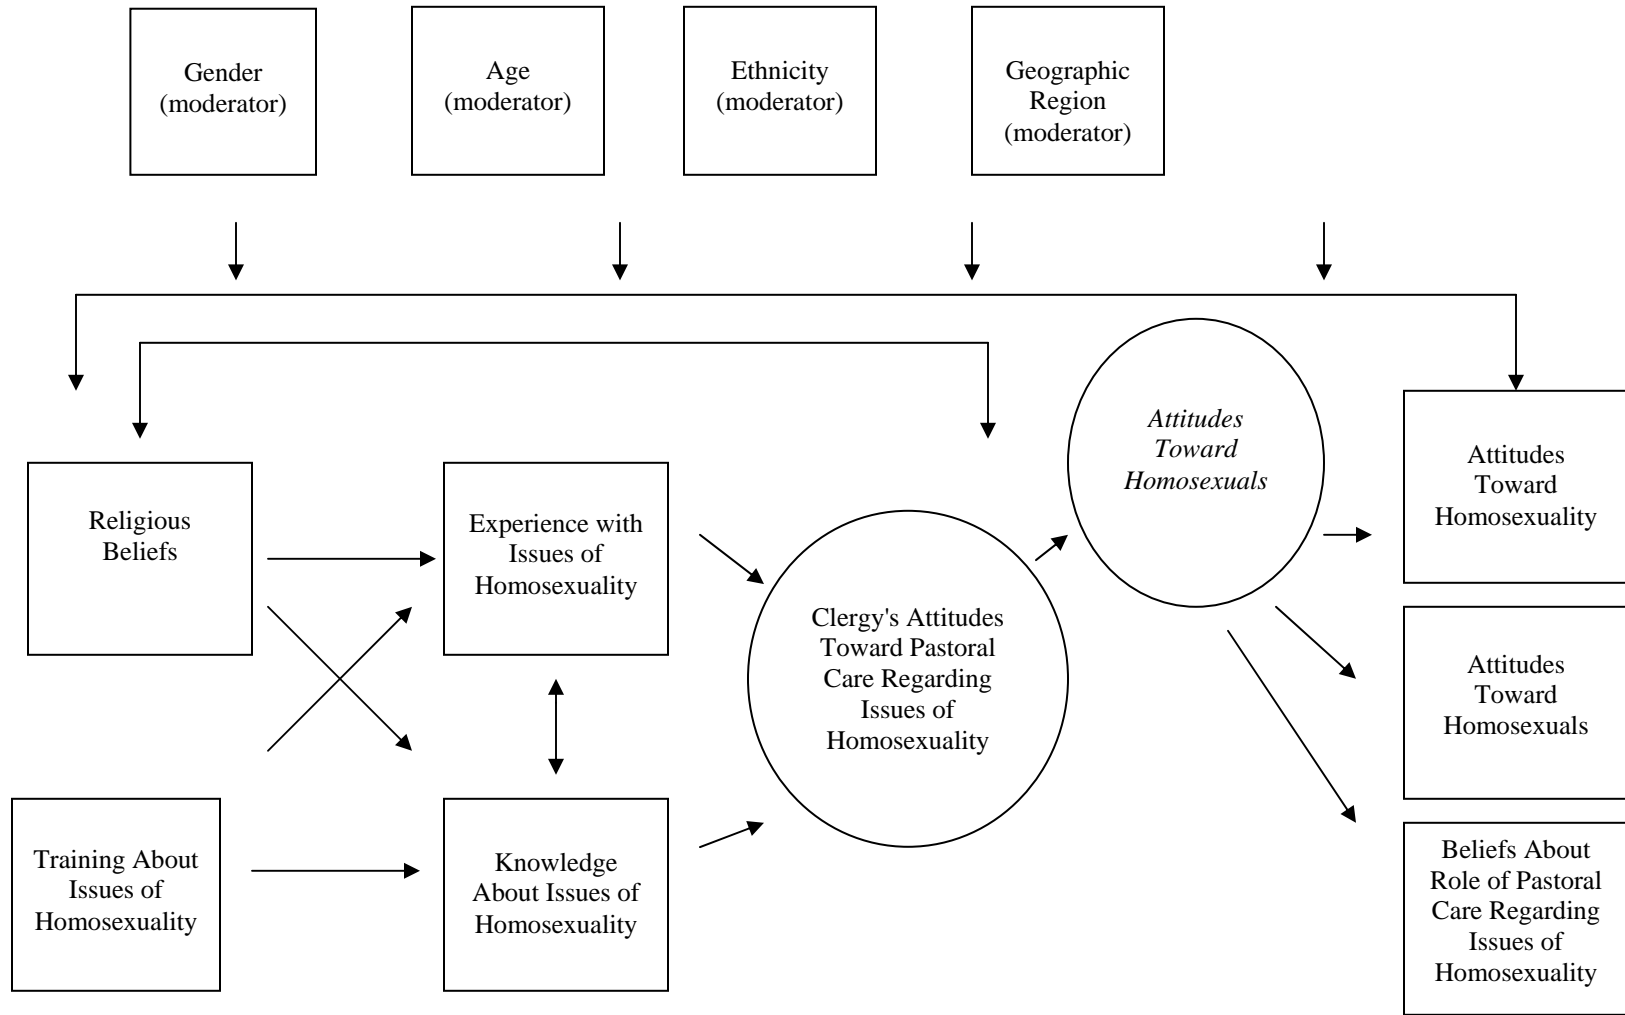 Gender
(moderator)
Age
(moderator)
Ethnicity
(moderator)
Geographic
Region
(moderator)
Attitudes
Toward
Homosexuals
Attitudes
Toward
Homosexuality
Religious
Beliefs
Experience with
Issues of
Homosexuality
Clergy's Attitudes
Toward Pastoral
Care Regarding
Issues of
Homosexuality
Attitudes
Toward
Homosexuals
Training About
Issues of
Homosexuality
Knowledge
About Issues of
Homosexuality
Beliefs About
Role of Pastoral
Care Regarding
Issues of
Homosexuality